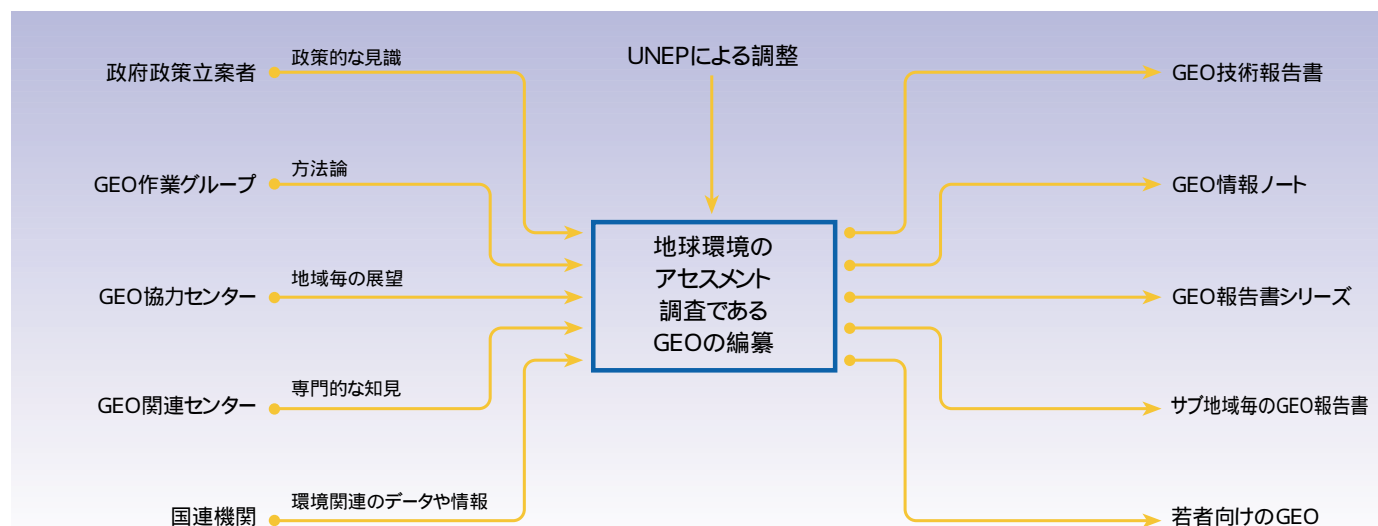 政府政策立案者
政策的な見識
UNEPによる調整
GEO技術報告書
GEO作業グループ
方法論
GEO情報ノート
地球環境の
アセスメント
調査である
GEOの編纂
GEO協力センター
地域毎の展望
GEO報告書シリーズ
GEO関連センター
専門的な知見
サブ地域毎のGEO報告書
国連機関
環境関連のデータや情報
若者向けのGEO